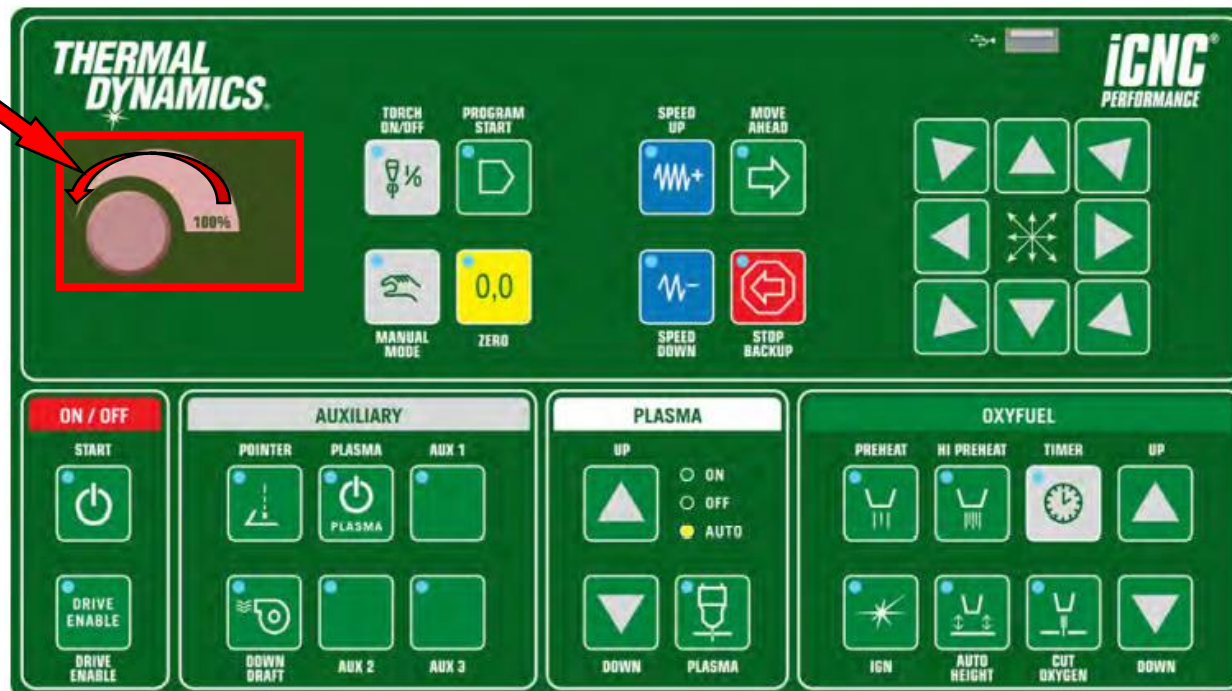 THERMAL
DYNAMICS.
iCNC®
PERFORMANCE
100%
TORCH
ON/OFF
PROGRAM
START
SPEED
UP
MOVE
AHEAD
0,0
MANUAL
MODE
ZERO
SPEED
DOWN
STOP
BACKUP
ON / OFF
START
DRIVE
ENABLE
DRIVE
ENABLE
AUXILIARY
POINTER
PLASMA
AUX 1
PLASMA
DOWN
DRAFT
AUX 2
AUX 3
PLASMA
UP
ON
OFF
AUTO
DOWN
PLASMA
OXYFUEL
PREHEAT
HI PREHEAT
TIMER
UP
IGN
AUTO
HEIGHT
CUT
OXYGEN
DOWN